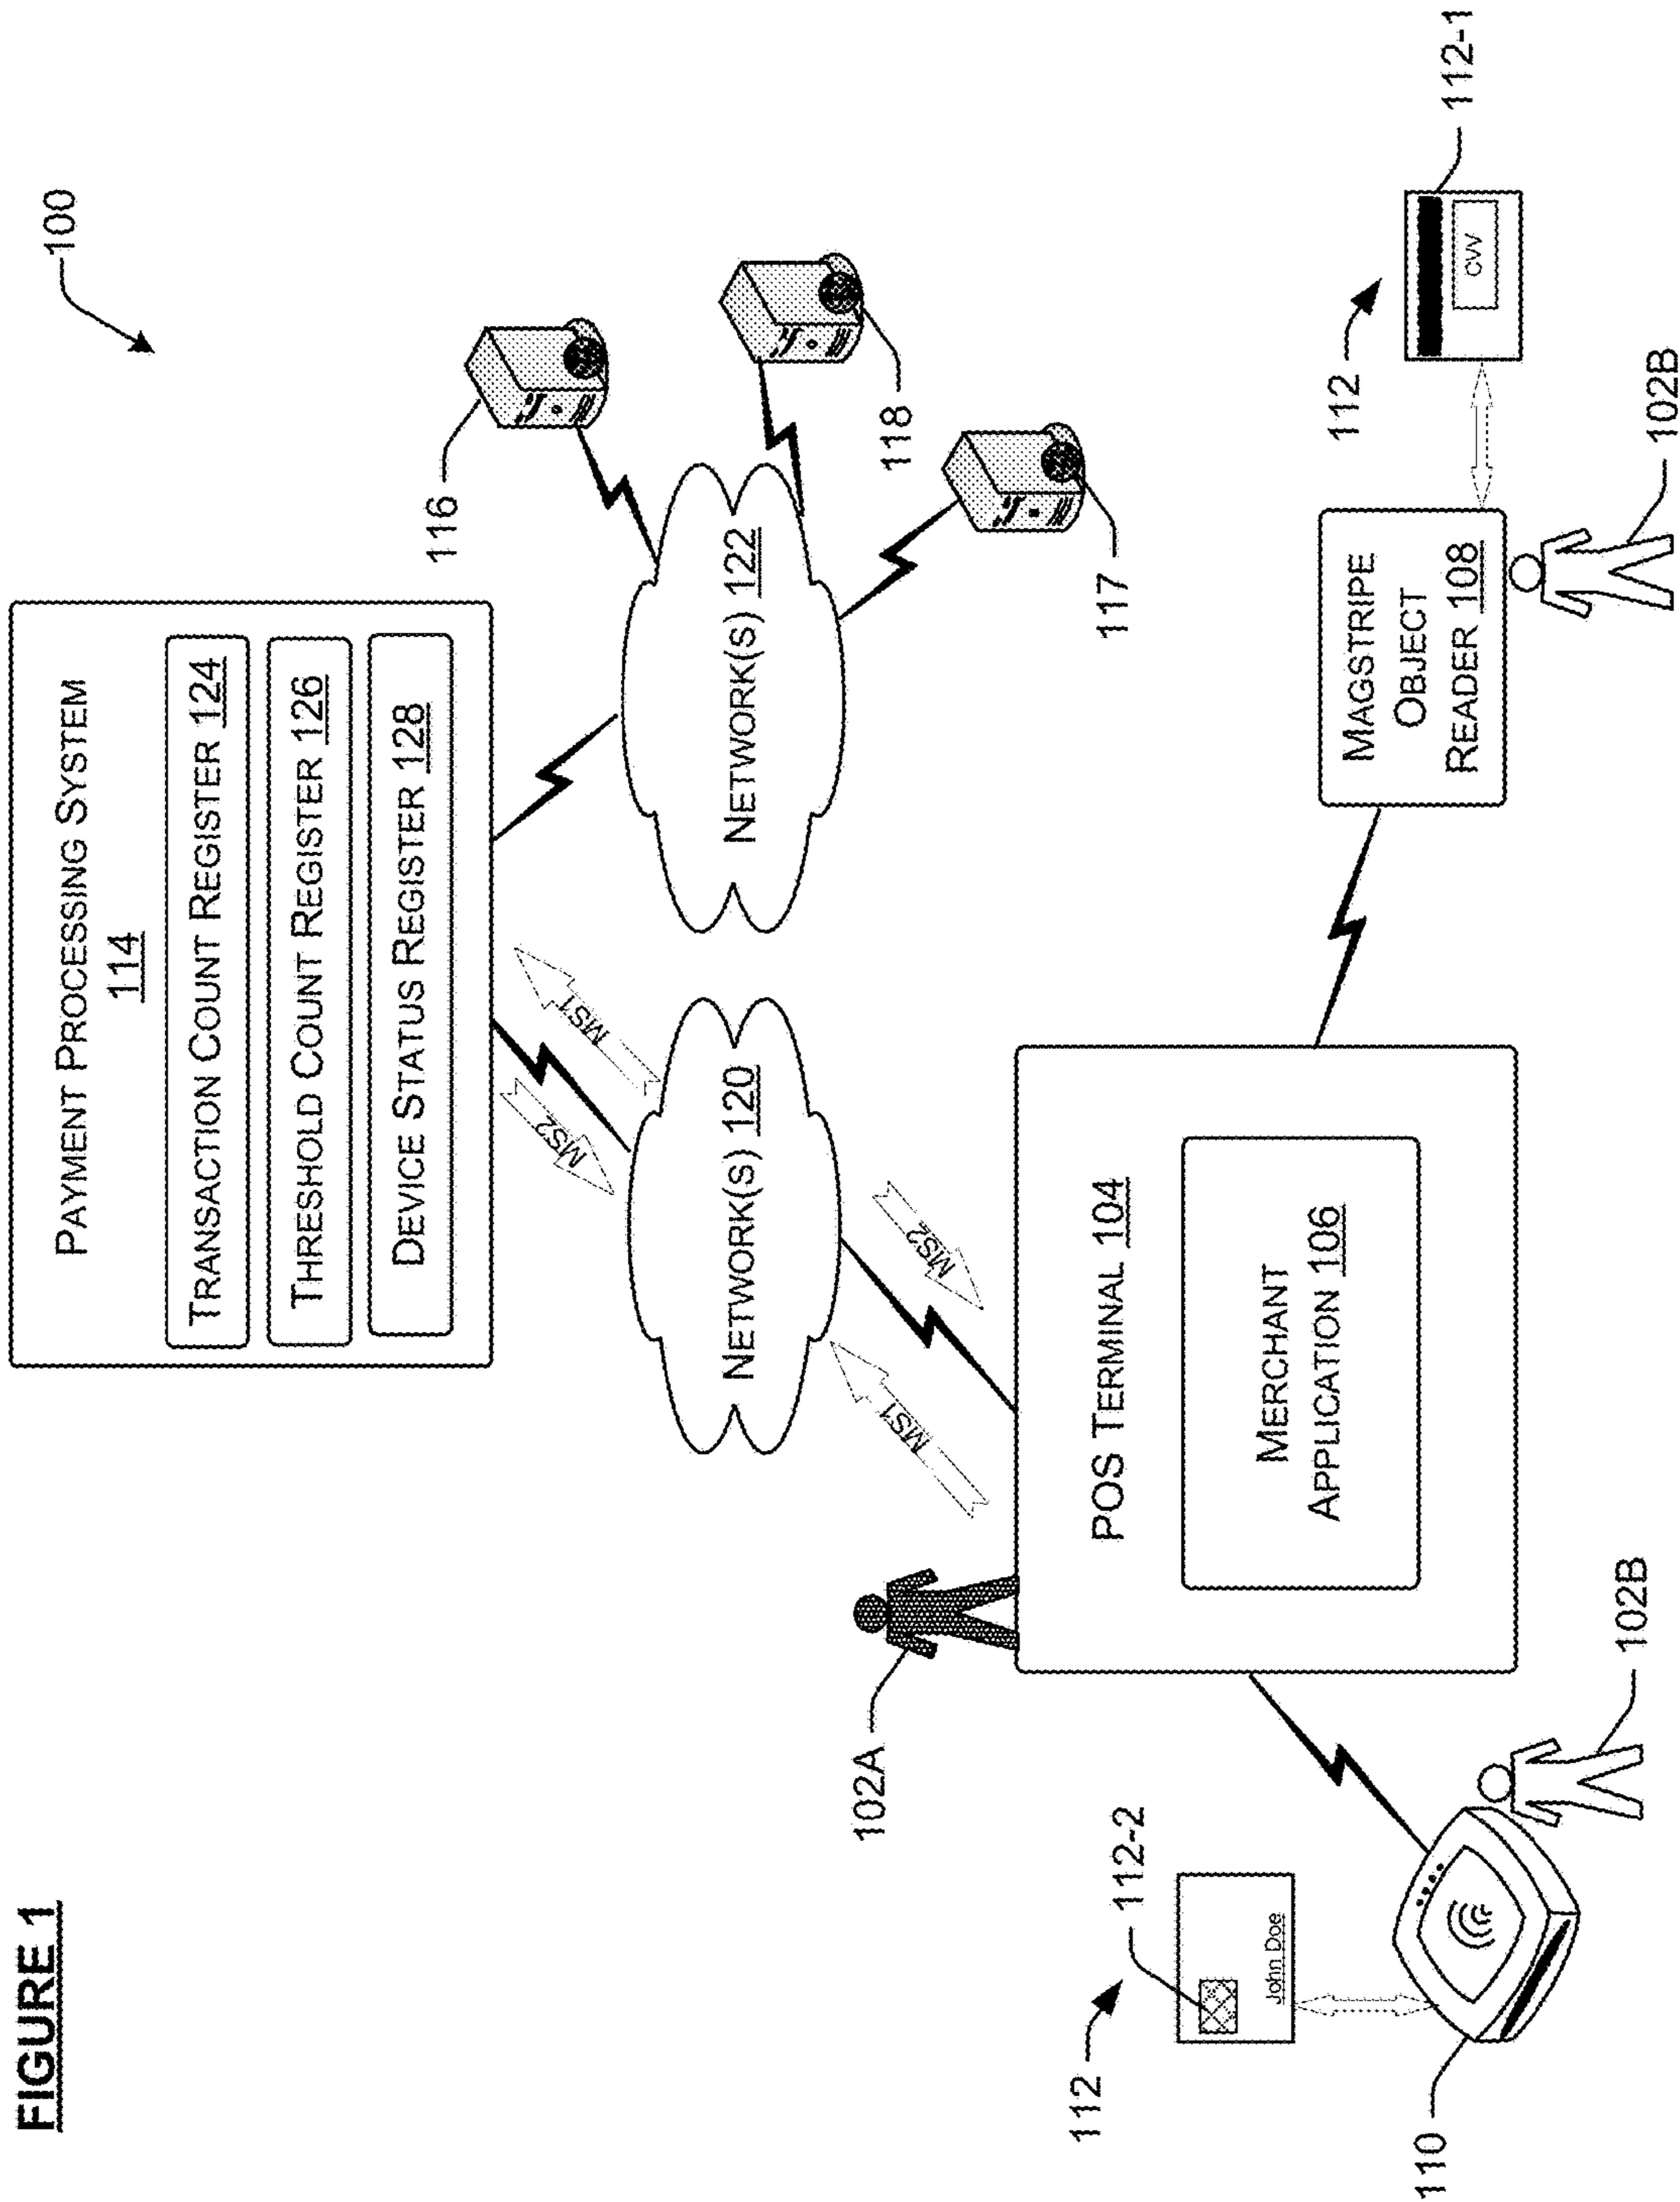 FIGURE 1
100
PAYMENT PROCESSING SYSTEM
114
TRANSACTION COUNT REGISTER 124
THRESHOLD COUNT REGISTER 126
DEVICE STATUS REGISTER 128
116
118
117
MS2
MS1
NETWORK(S) 120
NETWORK(S) 122
MS1
MS2
102A
POS TERMINAL 104
MERCHANT
APPLICATION 106
112
112-2
John Doe
110
102B
MAGSTRIPE
OBJECT
READER 108
102B
112
112-1
CVV